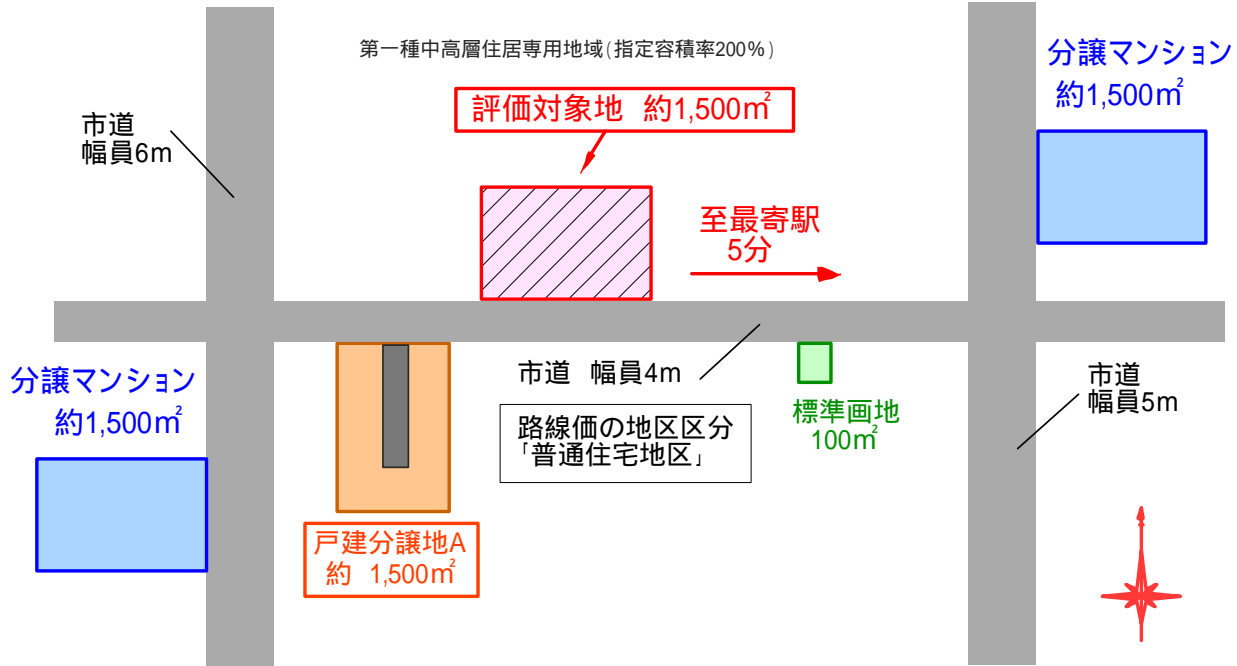 第一種中高層住居専用地域(指定容積率200%)
分譲マンション
約1,500㎡
評価対象地 約1,500㎡
市道
幅員6m
至最寄駅
5分
市道 幅員4m
分譲マンション
約1,500㎡
路線価の地区区分
「普通住宅地区」
標準画地
100㎡
市道
幅員5m
戸建分譲地A
約 1,500㎡